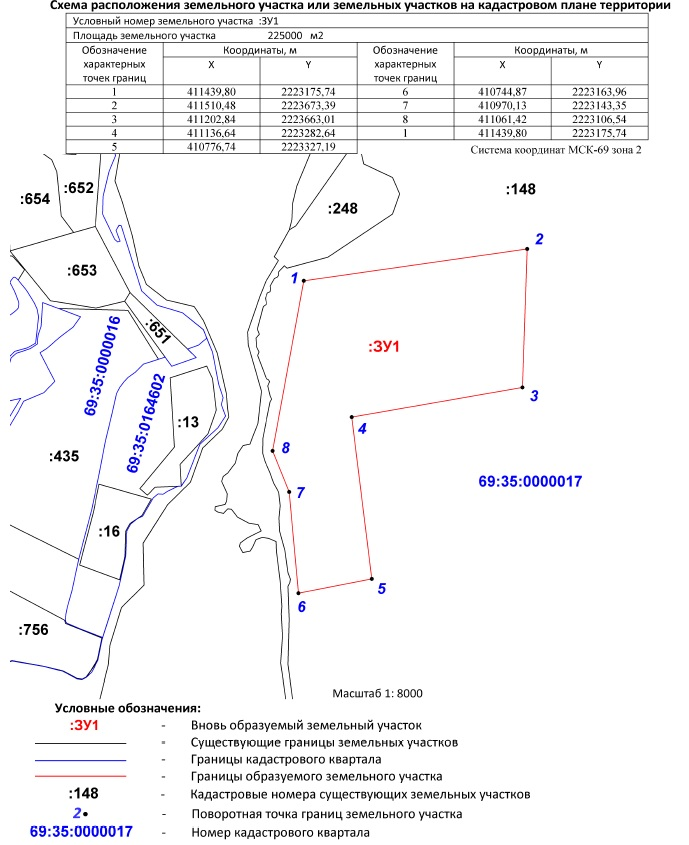 Схема расположения земельного участка или земельных участков на кадастровом плане территории
Условный номер земельного участка :ЗУ1
Площадь земельного участка 225000 м2
Обозначение характерных точек границ Координаты, м Обозначение характерных точек границ Координаты, м
X Y X Y
1 411439,80 2223175,74 6 410744,87 2223163,96
2 411510,48 2223673,39 7 410970,13 2223143,35
3 411202,84 2223663,01 8 411061,42 2223106,54
4 411136,64 2223282,64 1 411439,80 2223175,74
5 410776,74 2223327,19
Система координат МСК-69 зона 2
:654
:652
:248
:148
2
:653
1
:651
69:35:0000016
:ЗУ1
69:35:0164602
3
:13
4
:435
8
69:35:0000017
7
:16
5
6
:756
Масштаб 1: 8000
Условные обозначения:
:ЗУ1 - Вновь образуемый земельный участок
- Существующие границы земельных участков
- Границы кадастрового квартала
- Границы образуемого земельного участка
:148 - Кадастровые номера существующих земельных участков
2 - Поворотная точка границ земельного участка
69:35:0000017 - Номер кадастрового квартала